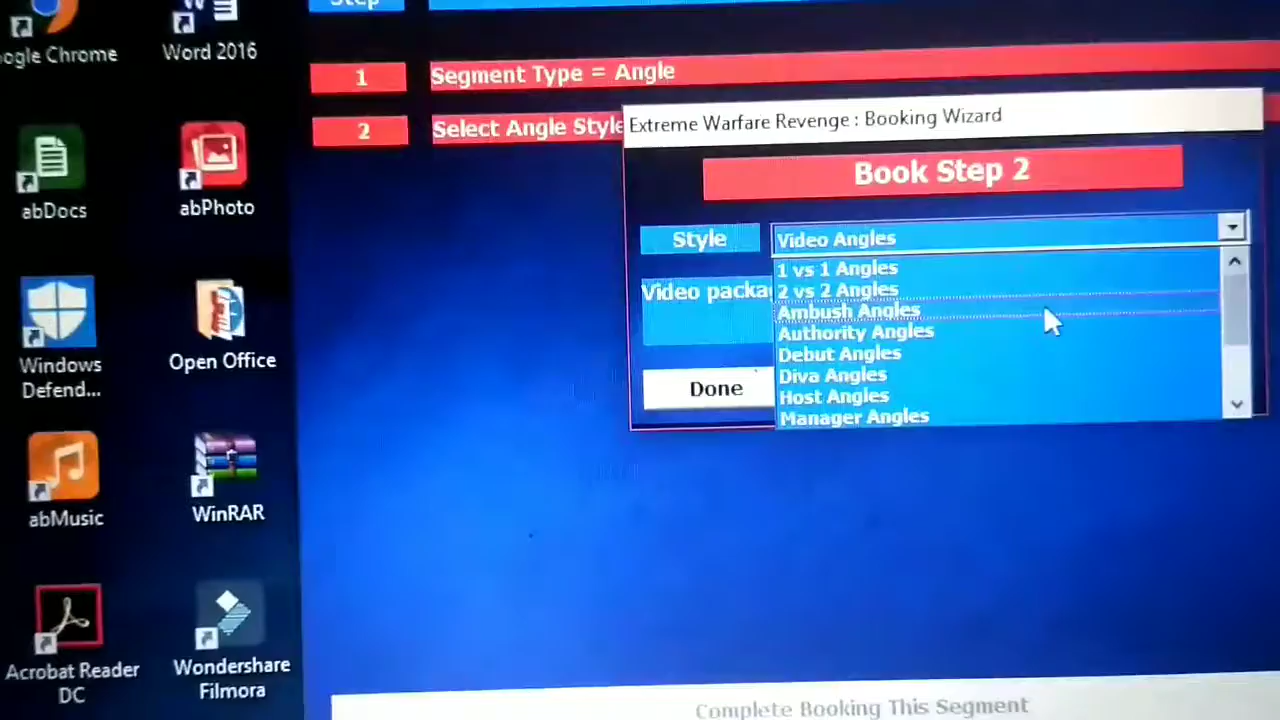 Step
ogle Chrome
Word 2016
1
Segment Type = Angle
2
Select Angle Style
Extreme Warfare Revenge : Booking Wizard
Book Step 2
abDocs
abPhoto
Style
Video Angles
1 vs 1 Angles
2 vs 2 Angles
Ambush Angles
Authority Angles
Debut Angles
Diva Angles
Host Angles
Manager Angles
Video packa
Done
Windows
Defend...
Open Office
abMusic
WinRAR
Acrobat Reader
DC
Wondershare
Filmora
Complete Booking This Segment